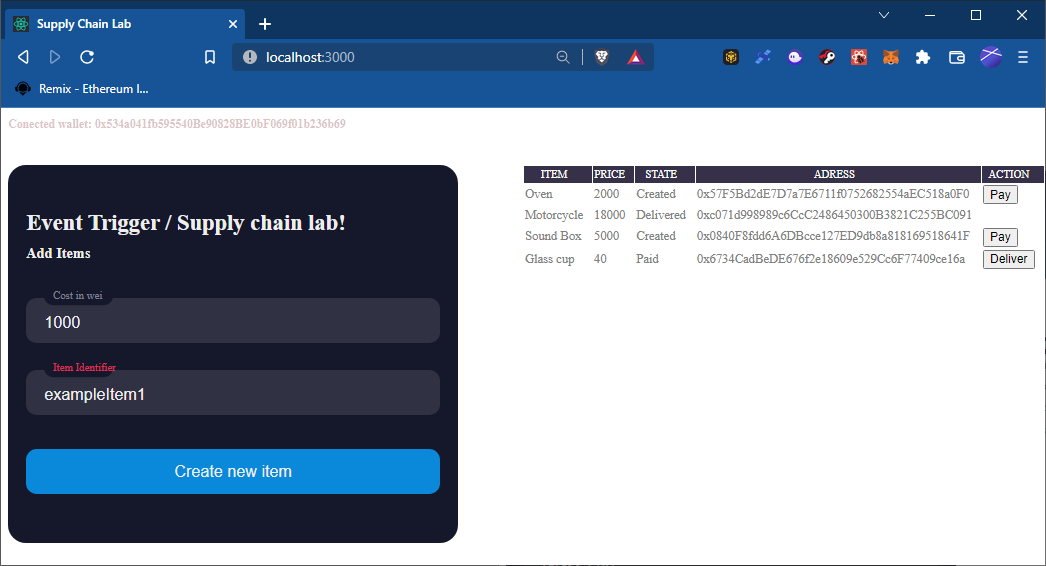 Supply Chain Lab
localhost:3000
Remix - Ethereum I...
Conected wallet: 0x534a041fb595540Be90828BE0bF069f01b236b69
Event Trigger / Supply chain lab!
Add Items
Cost in wei
1000
Item Identifier
exampleItem1
Create new item
ITEM PRICE STATE ADRESS ACTION
Oven 2000 Created 0x57F5Bd2dE7D7a7E6711f0752682554aEC518a0F0 Pay
Motorcycle 18000 Delivered 0xc071d998989c6CcC2486450300B3821C255BC091
Sound Box 5000 Created 0x0840F8fdd6A6DBcce127ED9db8a818169518641F Pay
Glass cup 40 Paid 0x6734CadBeDE676f2e18609e529Cc6F77409ce16a Deliver